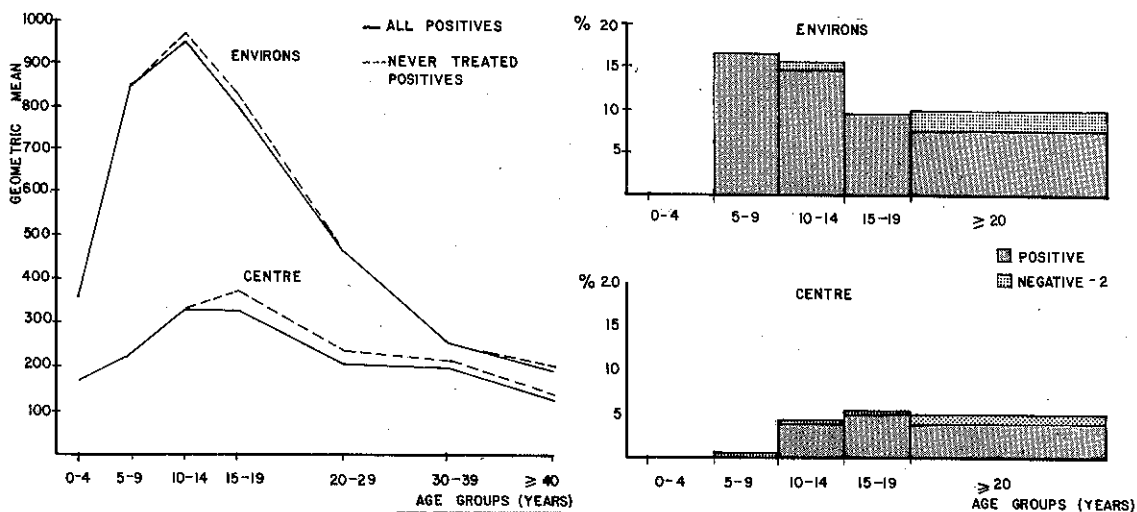 GEOMETRIC MEAN
1000
900
800
700
600
500
400
300
200
100
ENVIRONS
CENTRE
ALL POSITIVES
NEVER TREATED
POSITIVES
0-4
5-9
10-14
15-19
20-29
30-39
≥ 40
AGE GROUPS (YEARS)
% 20
15
10
5
ENVIRONS
0-4
5-9
10-14
15-19
≥ 20
POSITIVE
NEGATIVE - 2
% 2.0
15
10
5
CENTRE
0-4
5-9
10-14
15-19
≥ 20
AGE GROUPS (YEARS)